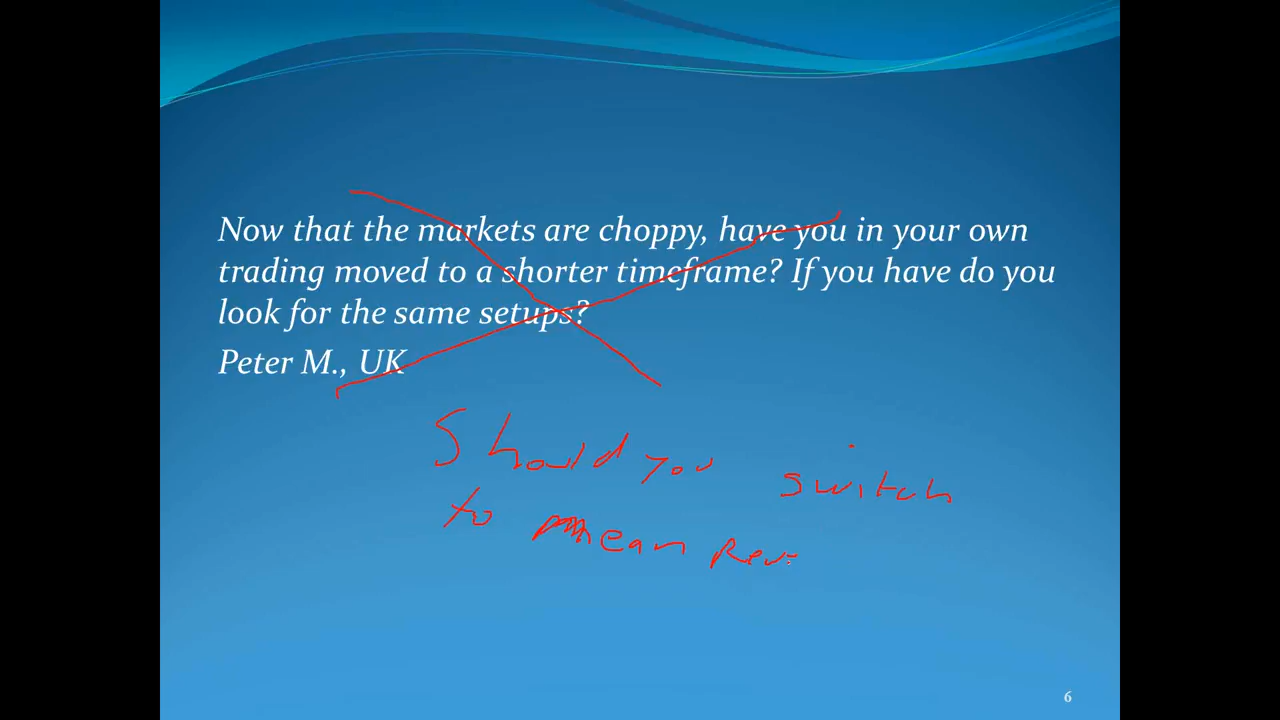 Now that the markets are choppy, have you in your own
trading moved to a shorter timeframe? If you have do you
look for the same setups?
Peter M., UK
Should you switch
to mean Rev
6